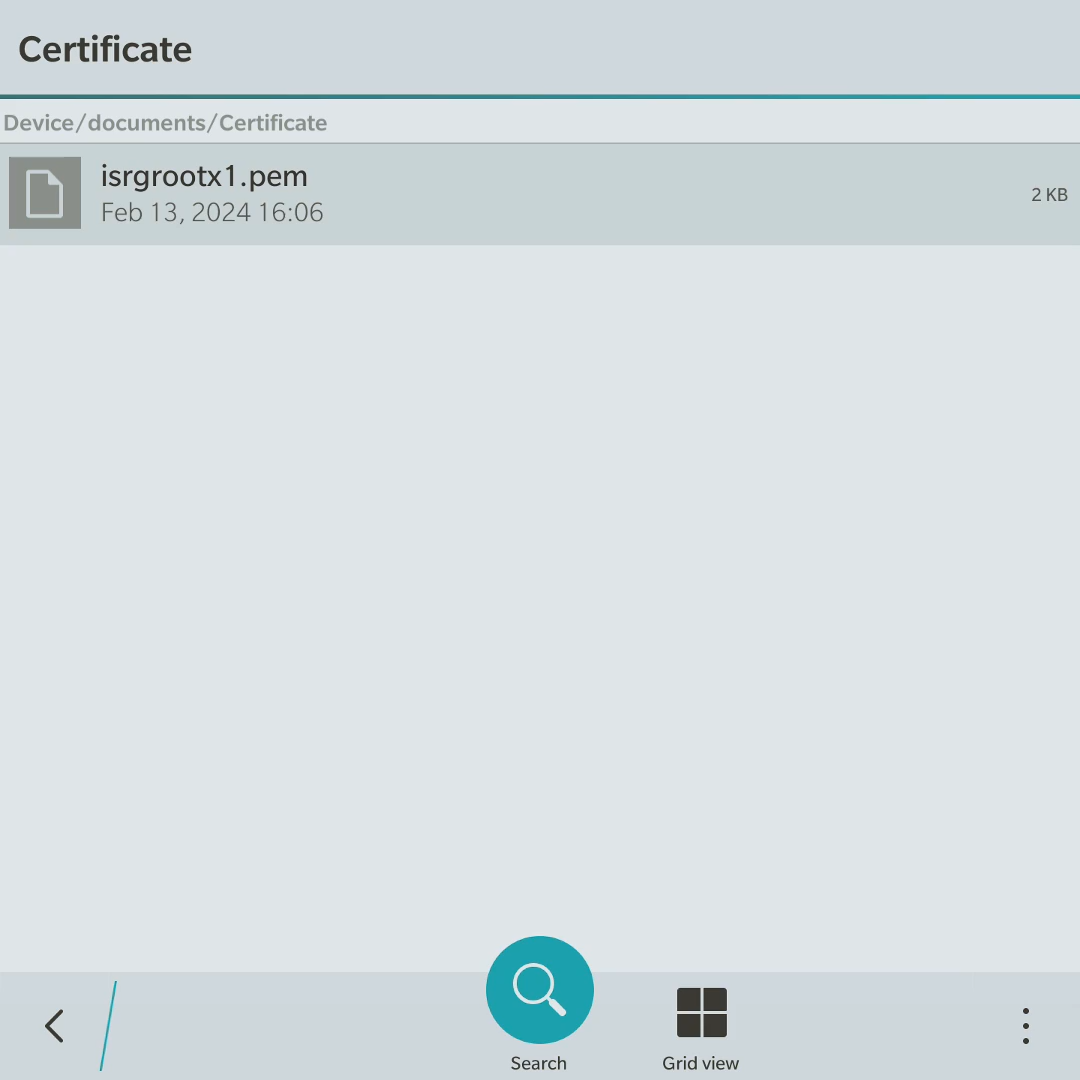 Certificate
Device/documents/Certificate
isrgrootx1.pem
Feb 13, 2024 16:06
2 KB
Search
Grid view